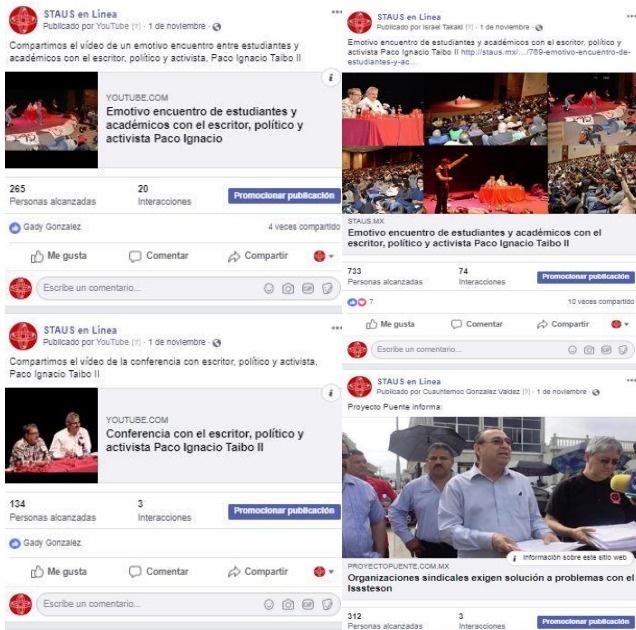 STAUS en Línea
Publicado por YouTube [?] · 1 de noviembre ·
Compartimos el vídeo de un emotivo encuentro entre estudiantes y
académicos con el escritor, político y activista, Paco Ignacio Taibo II
YOUTUBE.COM
Emotivo encuentro de estudiantes y
académicos con el escritor, político y
activista Paco Ignacio
265
Personas alcanzadas
20
Interacciones
Promocionar publicación
Gady Gonzalez
4 veces compartido
Me gusta
Comentar
Compartir
Escribe un comentario...
STAUS en Línea
Publicado por YouTube [?] · 1 de noviembre ·
Compartimos el vídeo de la conferencia con escritor, político y activista,
Paco Ignacio Taibo II
YOUTUBE.COM
Conferencia con el escritor, político y
activista Paco Ignacio Taibo II
134
Personas alcanzadas
3
Interacciones
Promocionar publicación
Gady Gonzalez
Me gusta
Comentar
Compartir
Escribe un comentario...
STAUS en Línea
Publicado por Israel Takaki [?] · 1 de noviembre ·
Emotivo encuentro de estudiantes y académicos con el escritor, político y
activista Paco Ignacio Taibo II http://staus.mx/.../769-emotivo-encuentro-de-
estudiantes-y-ac...
STAUS.MX
Emotivo encuentro de estudiantes y académicos con el
escritor, político y activista Paco Ignacio Taibo II
733
Personas alcanzadas
74
Interacciones
Promocionar publicación
7
10 veces compartido
Me gusta
Comentar
Compartir
Escribe un comentario...
STAUS en Línea
Publicado por Cuauhtemoc Gonzalez Valdez [?] · 1 de noviembre ·
Proyecto Puente informa:
i Información sobre este sitio web
PROYECTOPUENTE.COM.MX
Organizaciones sindicales exigen solución a problemas con el
Isssteson
312
Personas alcanzadas
3
Interacciones
Promocionar publicación